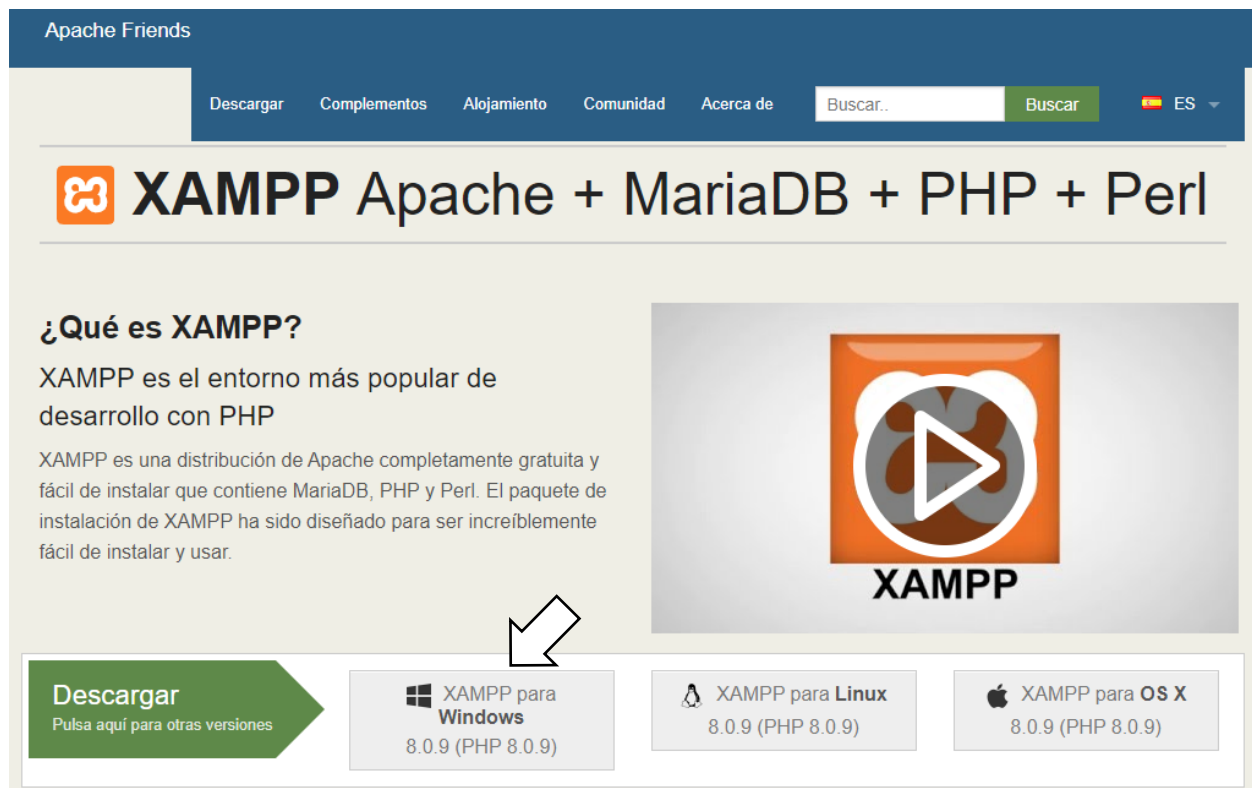 Apache Friends
Descargar Complementos Alojamiento Comunidad Acerca de Buscar.. Buscar ES
XAMPP Apache + MariaDB + PHP + Perl
¿Qué es XAMPP?
XAMPP es el entorno más popular de
desarrollo con PHP
XAMPP es una distribución de Apache completamente gratuita y
fácil de instalar que contiene MariaDB, PHP y Perl. El paquete de
instalación de XAMPP ha sido diseñado para ser increíblemente
fácil de instalar y usar.
XAMPP
Descargar
Pulsa aquí para otras versiones
XAMPP para
Windows
8.0.9 (PHP 8.0.9)
XAMPP para Linux
8.0.9 (PHP 8.0.9)
XAMPP para OS X
8.0.9 (PHP 8.0.9)